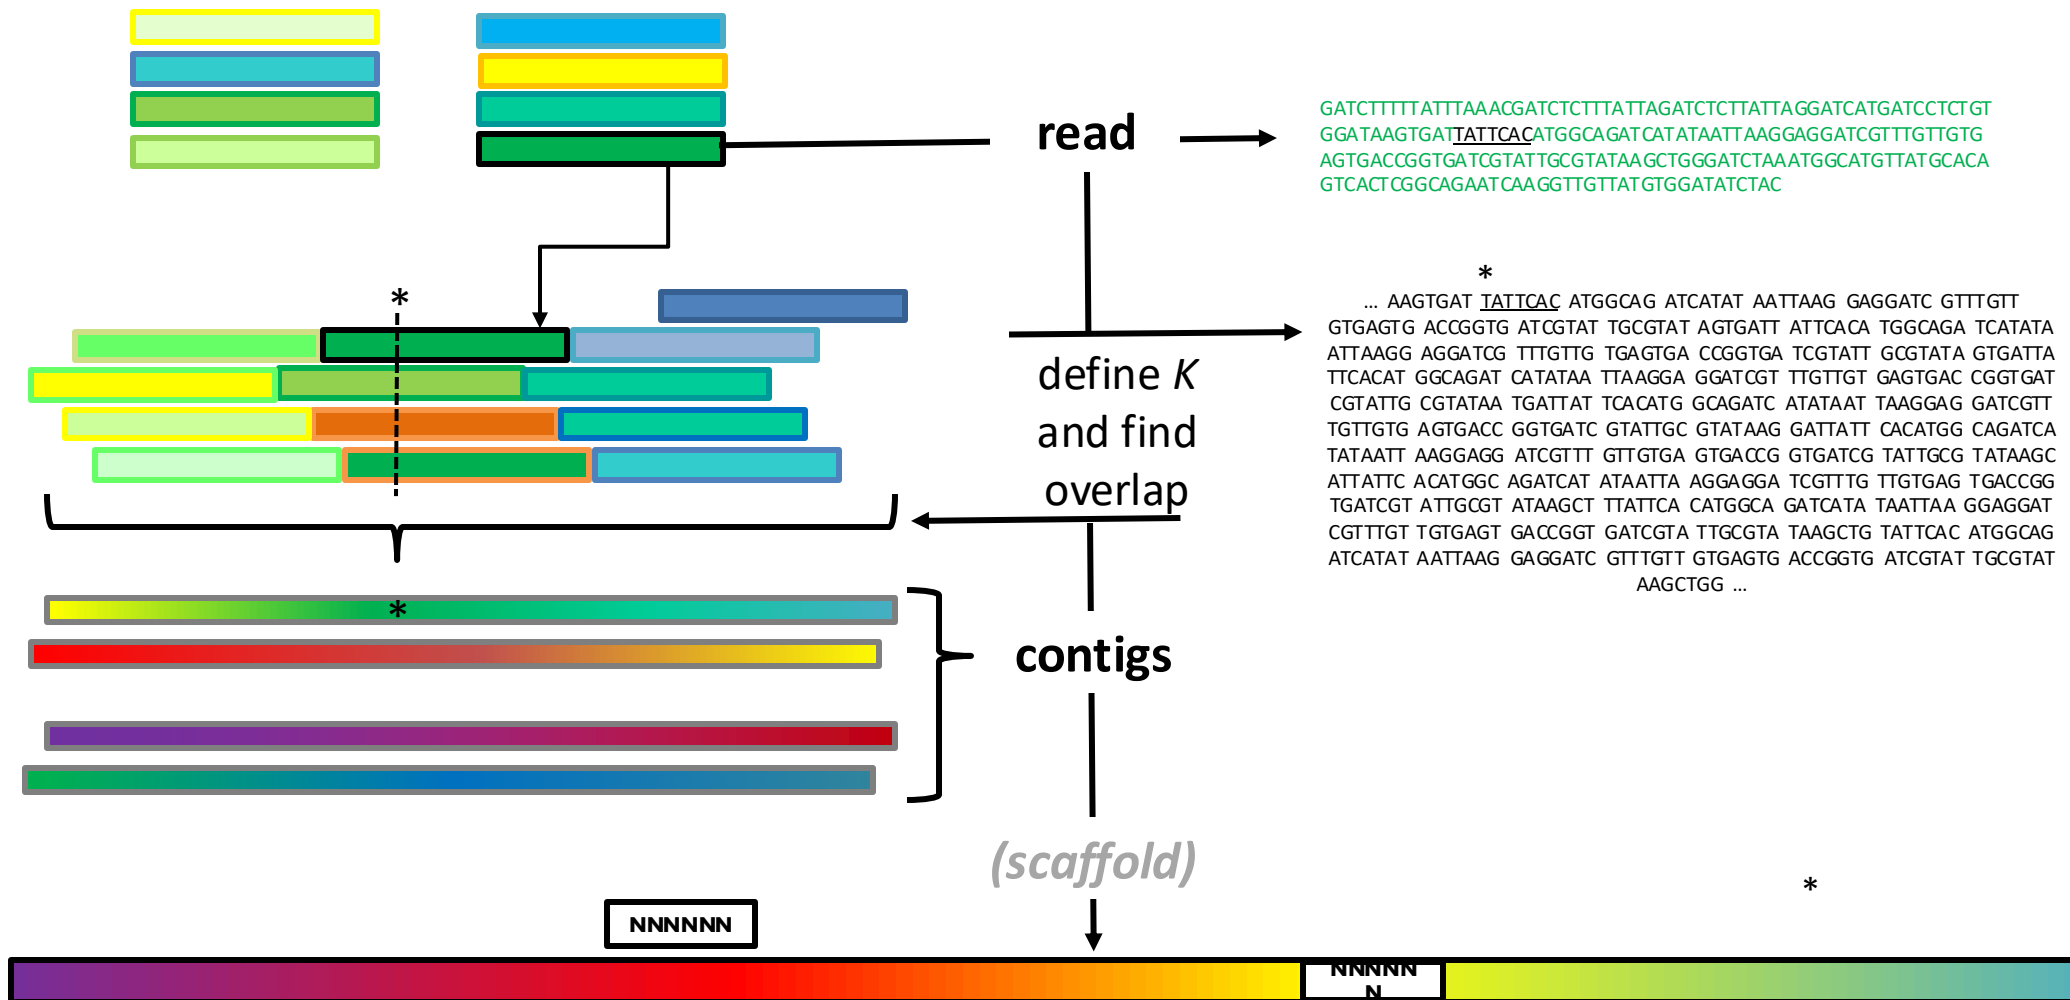 read
GATCTTTTTATTTAAACGATCTCTTTATTAGATCTCTTATTAGGATCATGATCCTCTGT
GGATAAGTGATTATTCACATGGCAGATCATATAATTAAGGAGGATCGTTTGTTGTG
AGTGACCGGTGATCGTATTGCGTATAAGCTGGGATCTAAATGGCATGTTATGCACA
GTCACTCGGCAGAATCAAGGTTGTTATGTGGATATCTAC
*
*
... AAGTGAT TATTCAC ATGGCAG ATCATAT AATTAAG GAGGATC GTTTGTT
GTGAGTG ACCGGTG ATCGTAT TGCGTAT AGTGATT ATTCACA TGGCAGA TCATATA
ATTAAGG AGGATCG TTTGTTG TGAGTGA CCGGTGA TCGTATT GCGTATA GTGATTA
TTCACAT GGCAGAT CATATAA TTAAGGA GGATCGT TTGTTGT GAGTGAC CGGTGAT
CGTATTG CGTATAA TGATTAT TCACATG GCAGATC ATATAAT TAAGGAG GATCGTT
TGTTGTG AGTGACC GGTGATC GTATTGC GTATAAG GATTATT CACATGG CAGATCA
TATAATT AAGGAGG ATCGTTT GTTGTGA GTGACCG GTGATCG TATTGCG TATAAGC
ATTATTC ACATGGC AGATCAT ATAATTA AGGAGGA TCGTTTG TTGTGAG TGACCGG
TGATCGT ATTGCGT ATAAGCT TTATTCA CATGGCA GATCATA TAATTAA GGAGGAT
CGTTTGT TGTGAGT GACCGGT GATCGTA TTGCGTA TAAGCTG TATTCAC ATGGCAG
ATCATAT AATTAAG GAGGATC GTTTGTT GTGAGTG ACCGGTG ATCGTAT TGCGTAT
AAGCTGG ...
define K
and find
overlap
*
contigs
(scaffold)
*
NNNNNN
NNNNN
N